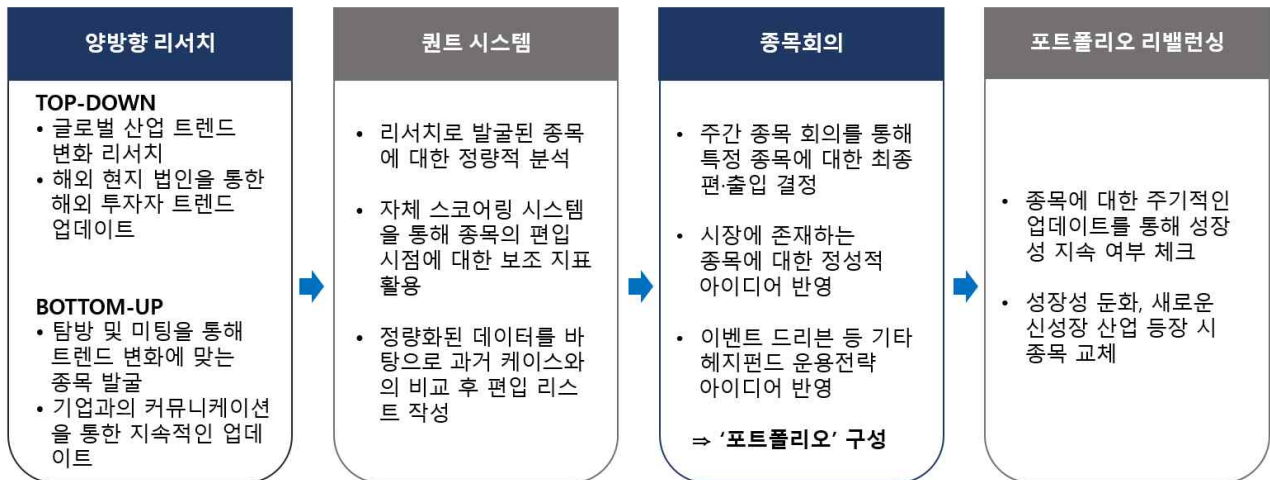 양방향 리서치
TOP-DOWN
• 글로벌 산업 트렌드
변화 리서치
• 해외 현지 법인을 통한
해외 투자자 트렌드
업데이트
BOTTOM-UP
• 탐방 및 미팅을 통해
트렌드 변화에 맞는
종목 발굴
• 기업과의 커뮤니케이션
을 통한 지속적인 업데
이트
퀀트 시스템
• 리서치로 발굴된 종목
에 대한 정량적 분석
• 자체 스코어링 시스템
을 통해 종목의 편입
시점에 대한 보조 지표
활용
• 정량화된 데이터를 바
탕으로 과거 케이스와
의 비교 후 편입 리스
트 작성
종목회의
• 주간 종목 회의를 통해
특정 종목에 대한 최종
편·출입 결정
• 시장에 존재하는
종목에 대한 정성적
아이디어 반영
• 이벤트 드리븐 등 기타
헤지펀드 운용전략
아이디어 반영
⇒ ‘포트폴리오’ 구성
포트폴리오 리밸런싱
• 종목에 대한 주기적인
업데이트를 통해 성장
성 지속 여부 체크
• 성장성 둔화, 새로운
신성장 산업 등장 시
종목 교체